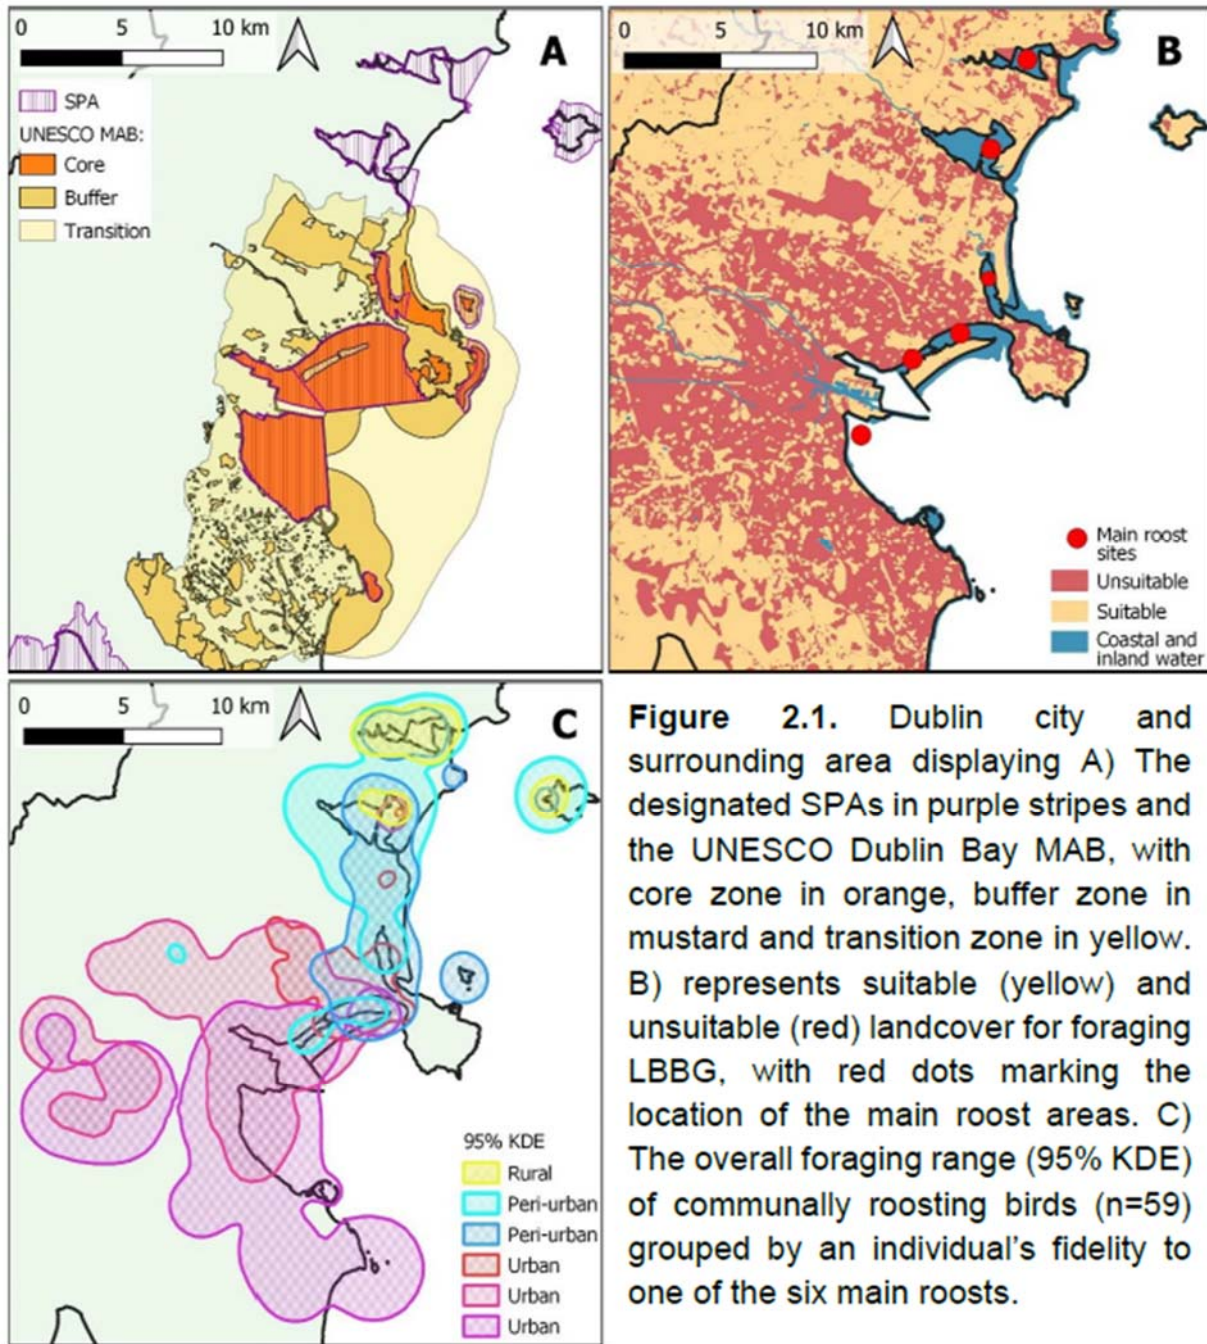 0 5 10 km
A
SPA
UNESCO MAB:
Core
Buffer
Transition
0 5 10 km
B
Main roost
sites
Unsuitable
Suitable
Coastal and
inland water
0 5 10 km
C
95% KDE
Rural
Peri-urban
Peri-urban
Urban
Urban
Urban
Figure 2.1. Dublin city and
surrounding area displaying A) The
designated SPAs in purple stripes and
the UNESCO Dublin Bay MAB, with
core zone in orange, buffer zone in
mustard and transition zone in yellow.
B) represents suitable (yellow) and
unsuitable (red) landcover for foraging
LBBG, with red dots marking the
location of the main roost areas. C)
The overall foraging range (95% KDE)
of communally roosting birds (n=59)
grouped by an individual’s fidelity to
one of the six main roosts.